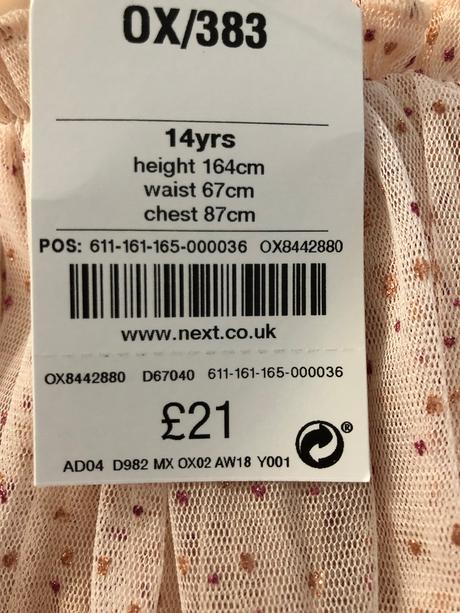 OX/383
14yrs
height 164cm
waist 67cm
chest 87cm
POS: 611-161-165-000036 OX8442880
www.next.co.uk
OX8442880 D67040 611-161-165-000036
£21
®
AD04 D982 MX OX02 AW18 Y001